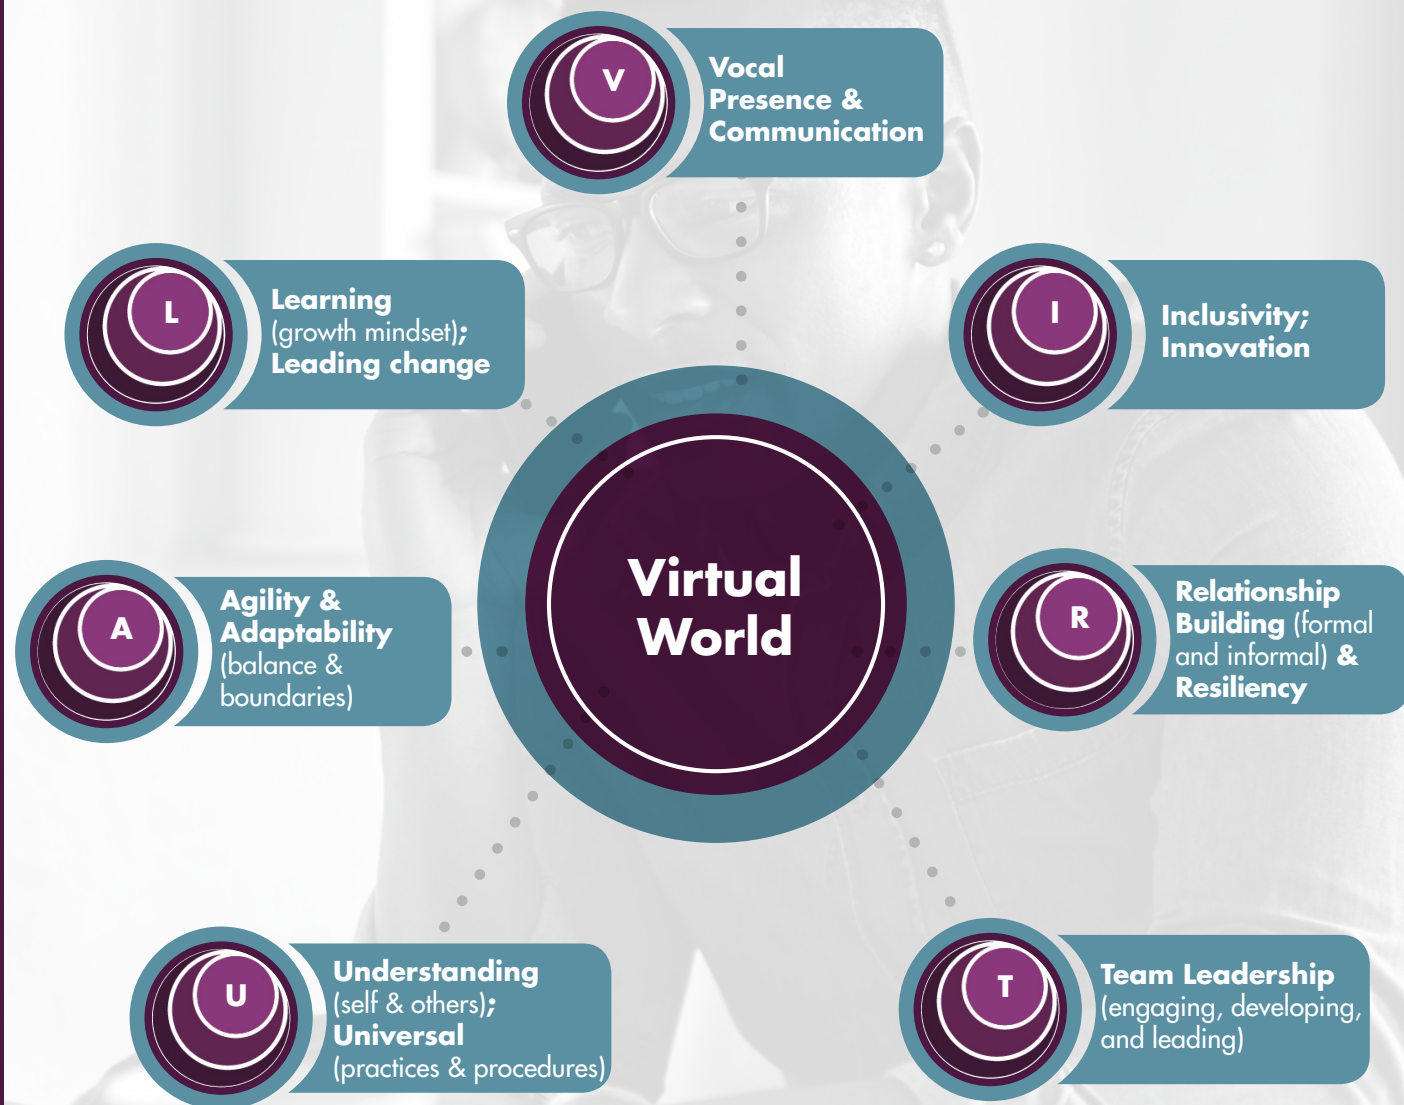 V
Vocal
Presence &
Communication
I
Inclusivity;
Innovation
R
Relationship
Building (formal
and informal) &
Resiliency
T
Team Leadership
(engaging, developing,
and leading)
U
Understanding
(self & others);
Universal
(practices & procedures)
A
Agility &
Adaptability
(balance &
boundaries)
L
Learning
(growth mindset);
Leading change
Virtual
World